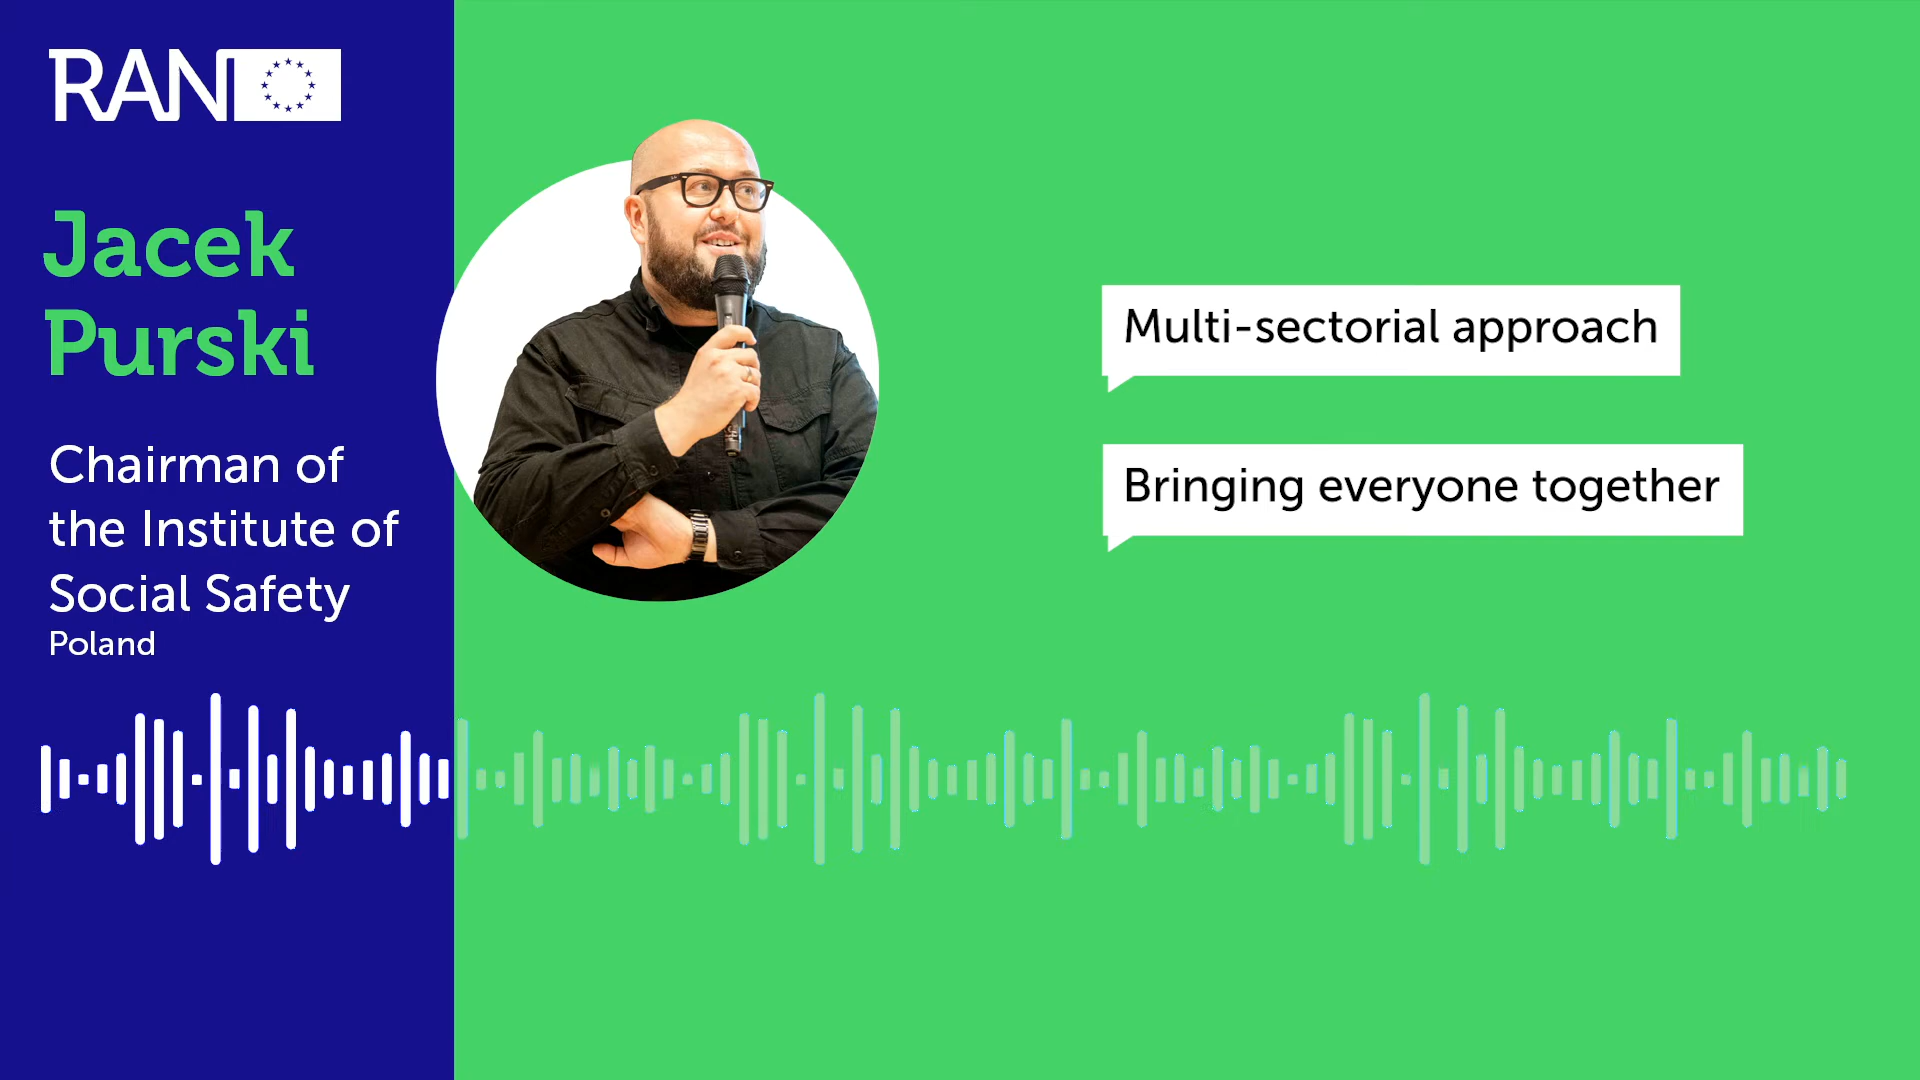 RAN
Jacek
Purski
Chairman of
the Institute of
Social Safety
Poland
Multi-sectorial approach
Bringing everyone together